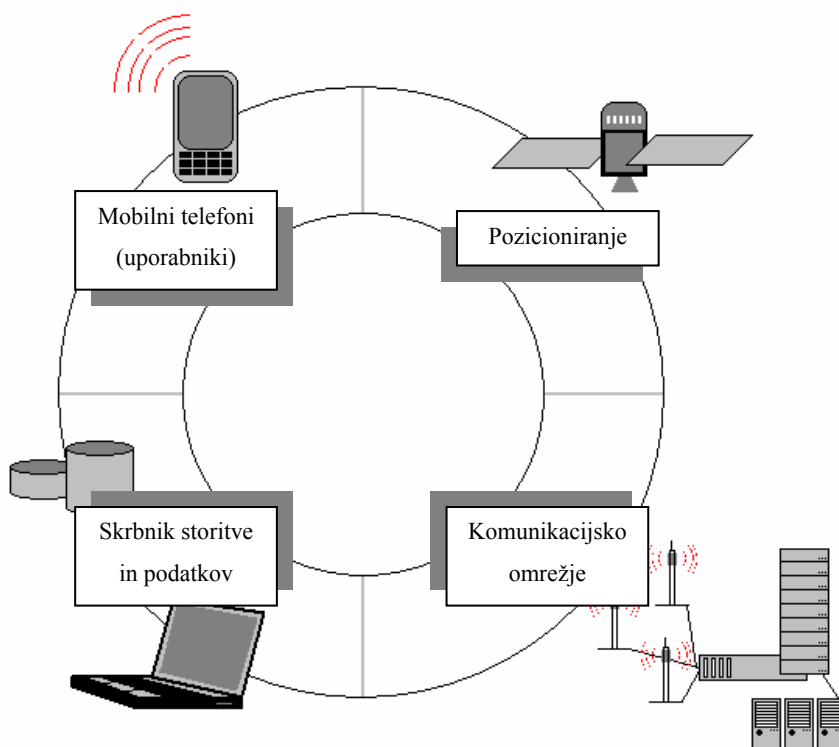 Mobilni telefoni
(uporabniki)
Pozicioniranje
Skrbnik storitve
in podatkov
Komunikacijsko
omrežje